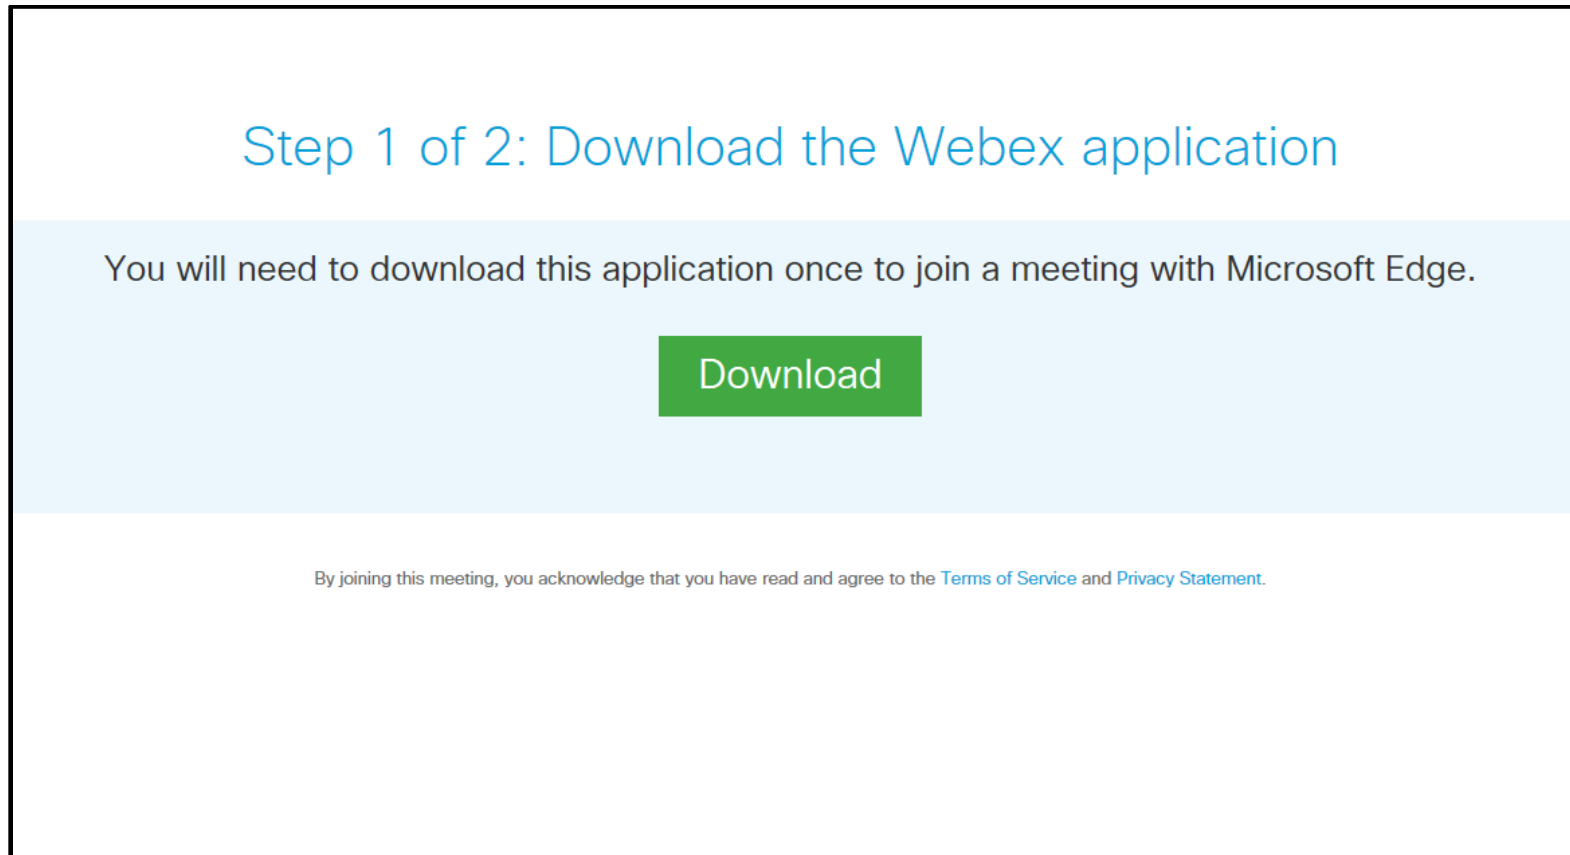 Step 1 of 2: Download the Webex application
You will need to download this application once to join a meeting with Microsoft Edge.
Download
By joining this meeting, you acknowledge that you have read and agree to the Terms of Service and Privacy Statement.